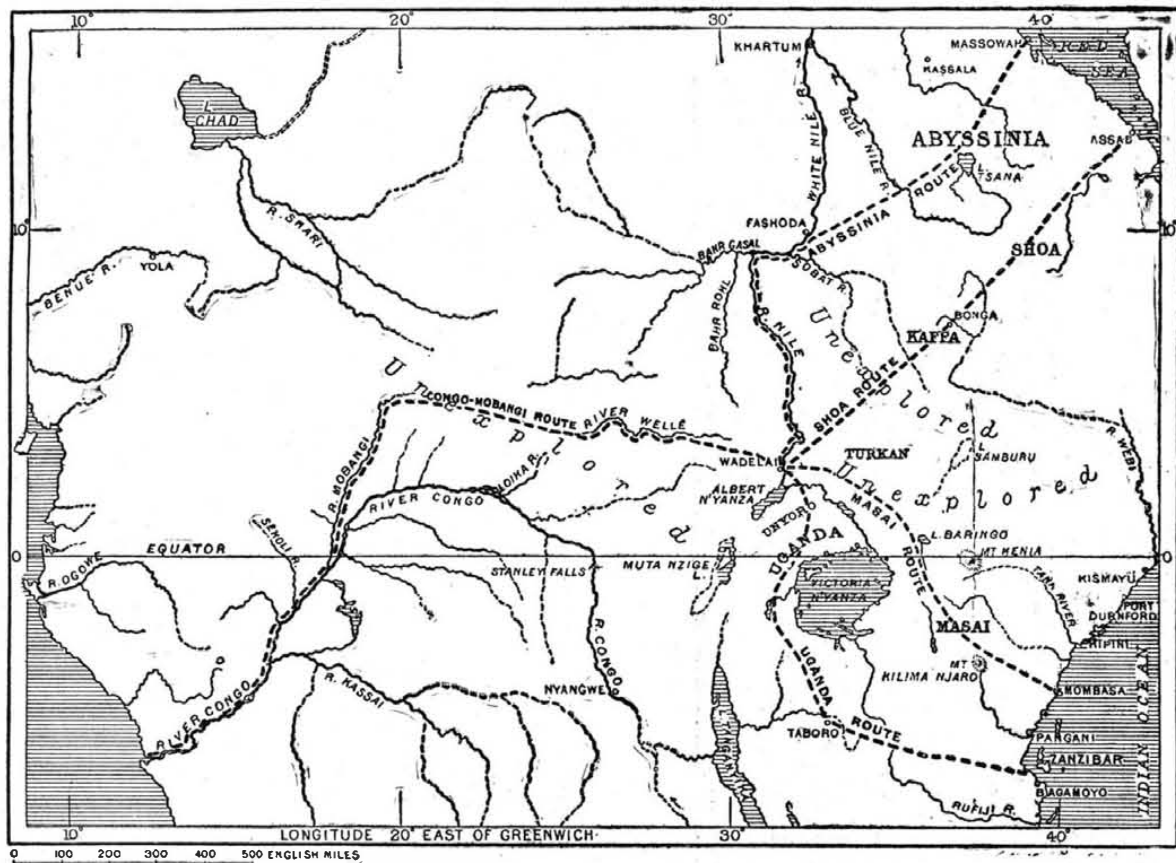 10° 20° 30° 40°
KHARTUM
MASSOWAH
RED
SEA
KASSALA
L.
CHAD
WHITE NILE R.
BLUE NILE R.
ABYSSINIA
ASSAB
L.
TSANA
R. SHARI
FASHODA
ABYSSINIA ROUTE
10°
10°
BAHR GASAL
SOBAT R.
SHOA
YOLA
BENUE R.
BAHR ROHL
R. NILE
BONGA
KAFFA
Unexplored
Unexplored
Unexplored
CONGO-MOBANGI ROUTE
RIVER WELLÉ
SHOA ROUTE
R. WEBI
WADELAI
TURKAN
L.
SAMBURU
R. MOBANGI
LOIKA R.
RIVER CONGO
ALBERT
N'YANZA
MASAI
ROUTE
UNYORO
UGANDA
SEKOLI R.
L. BARINGO
MT KENIA
0
EQUATOR
0
R. OGOWE
STANLEY FALLS
MUTA NZIGE
L.
VICTORIA
N'YANZA
KISMAYU
TANA RIVER
PORT
DURNFORD
KIPINI
MASAI
R. CONGO
UGANDA
ROUTE
MT
KILIMA NJARO
RIVER CONGO
R. KASSAI
NYANGWE
MOMBASA
TABORO
PANGANI
ZANZIBAR
BAGAMOYO
RUFIJI R.
INDIAN OCEAN
10° LONGITUDE 20° EAST OF GREENWICH 30° 40°
0 100 200 300 400 500 ENGLISH MILES